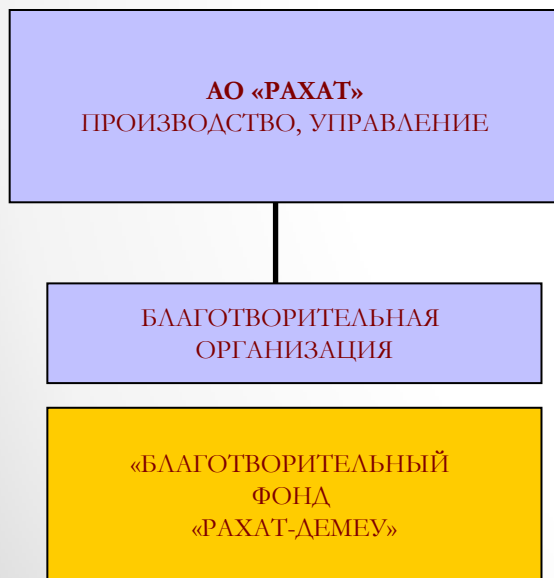 АО «РАХАТ»
ПРОИЗВОДСТВО, УПРАВЛЕНИЕ
БЛАГОТВОРИТЕЛЬНАЯ
ОРГАНИЗАЦИЯ
«БЛАГОТВОРИТЕЛЬНЫЙ
ФОНД
«РАХАТ-ДЕМЕУ»